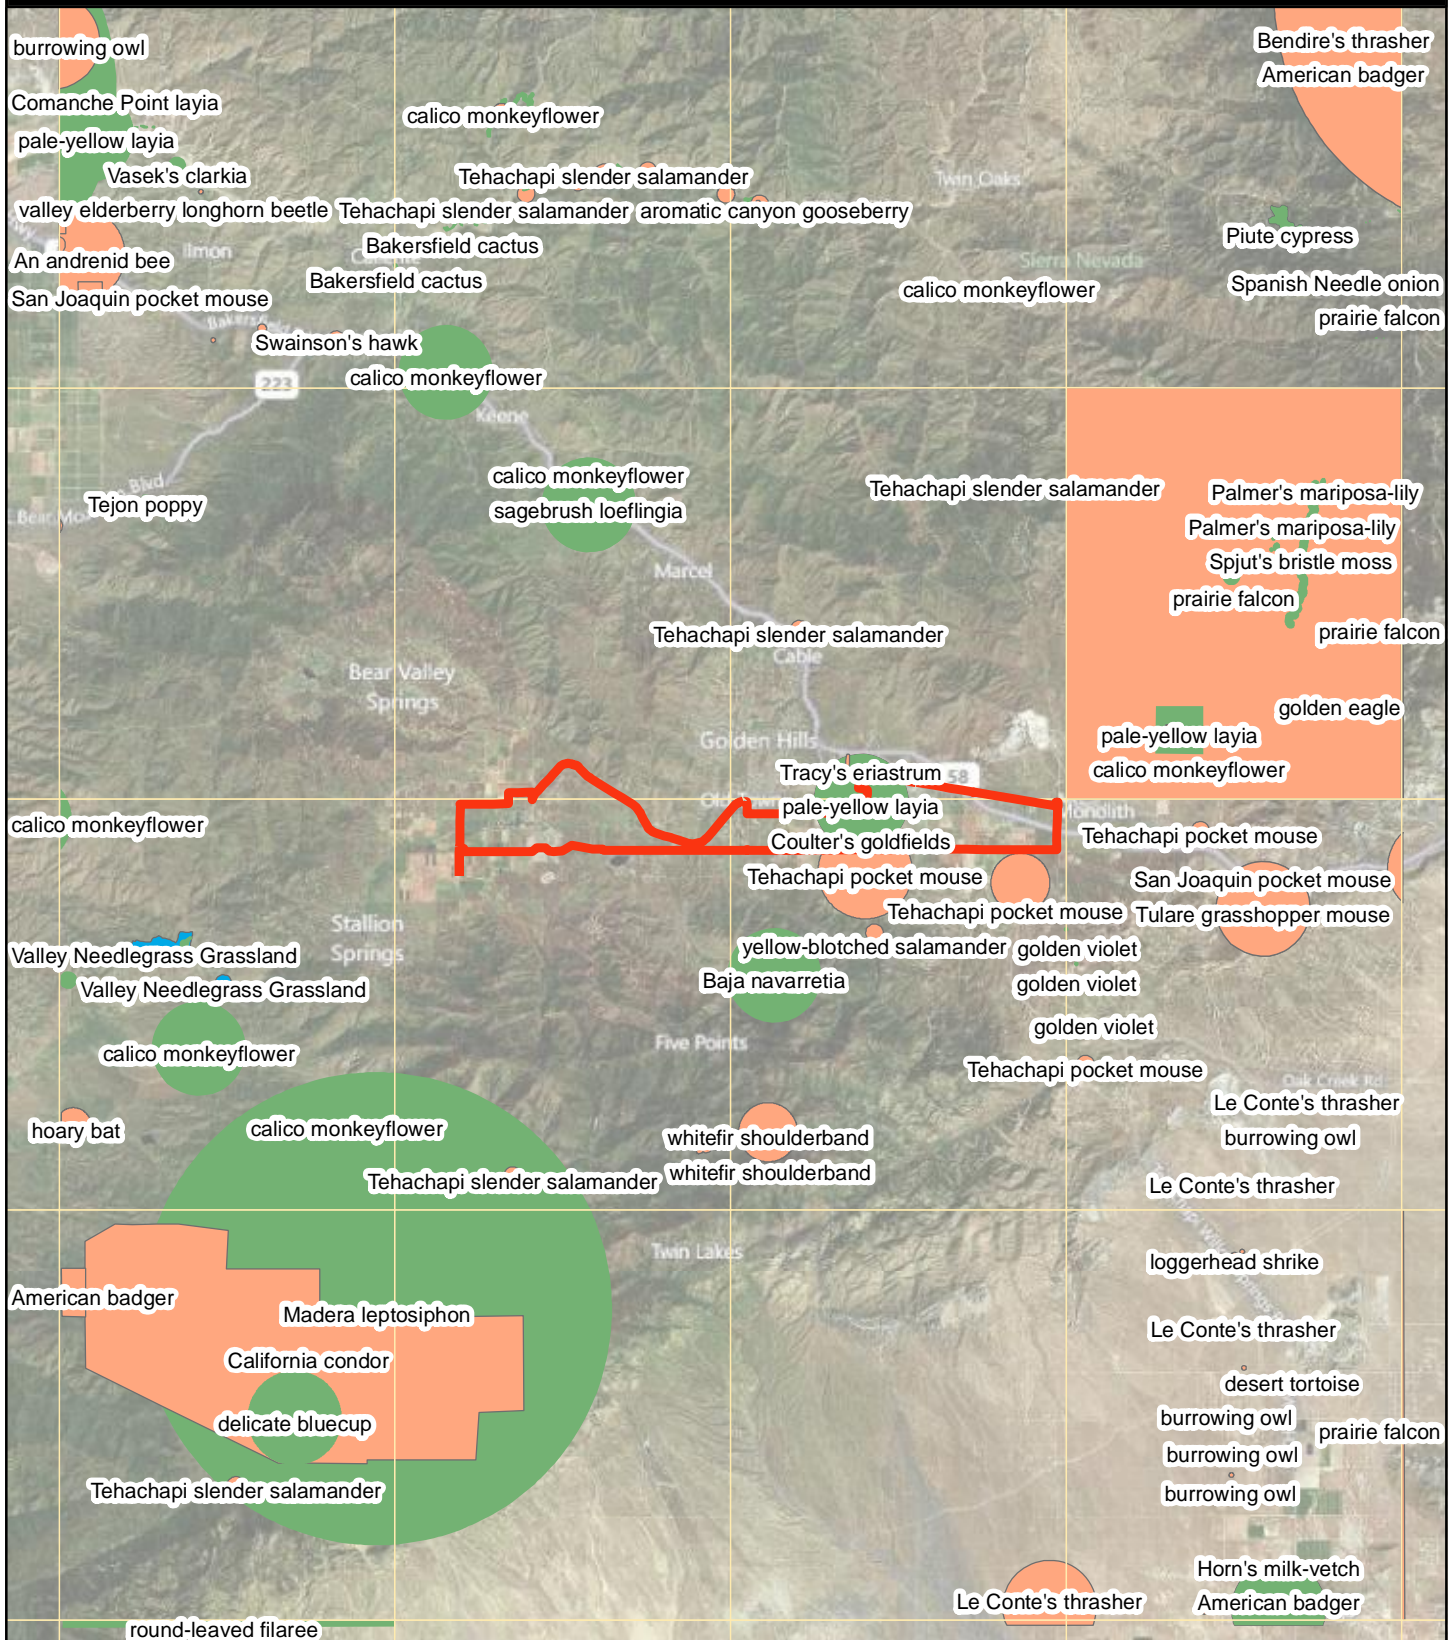 burrowing owl
Bendire's thrasher
American badger
Comanche Point layia
calico monkeyflower
pale-yellow layia
Vasek's clarkia
Tehachapi slender salamander
Twin Oaks
valley elderberry longhorn beetle
Tehachapi slender salamander
aromatic canyon gooseberry
Bakersfield cactus
Piute cypress
An andrenid bee
Ilmon
Sierra Nevada
Bakersfield cactus
calico monkeyflower
Spanish Needle onion
San Joaquin pocket mouse
prairie falcon
Swainson's hawk
223
calico monkeyflower
Keene
calico monkeyflower
Tehachapi slender salamander
Palmer's mariposa-lily
Tejon poppy
Blvd
sagebrush loeflingia
Palmer's mariposa-lily
Marcel
Spjut's bristle moss
prairie falcon
Tehachapi slender salamander
prairie falcon
Cable
Bear Valley
Springs
golden eagle
Golden Hills
pale-yellow layia
Tracy's eriastrum
58
calico monkeyflower
pale-yellow layia
Monolith
calico monkeyflower
Coulter's goldfields
Tehachapi pocket mouse
Tehachapi pocket mouse
San Joaquin pocket mouse
Tehachapi pocket mouse
Tulare grasshopper mouse
Stallion
Springs
Valley Needlegrass Grassland
yellow-blotched salamander
golden violet
Valley Needlegrass Grassland
Baja navarretia
golden violet
golden violet
calico monkeyflower
Five Points
Tehachapi pocket mouse
Oak Creek Rd
Le Conte's thrasher
hoary bat
calico monkeyflower
whitefir shoulderband
burrowing owl
Tehachapi slender salamander
whitefir shoulderband
Le Conte's thrasher
Twin Lakes
loggerhead shrike
American badger
Madera leptosiphon
Le Conte's thrasher
California condor
desert tortoise
delicate bluecup
burrowing owl
prairie falcon
burrowing owl
Tehachapi slender salamander
burrowing owl
Horn's milk-vetch
Le Conte's thrasher
American badger
round-leaved filaree